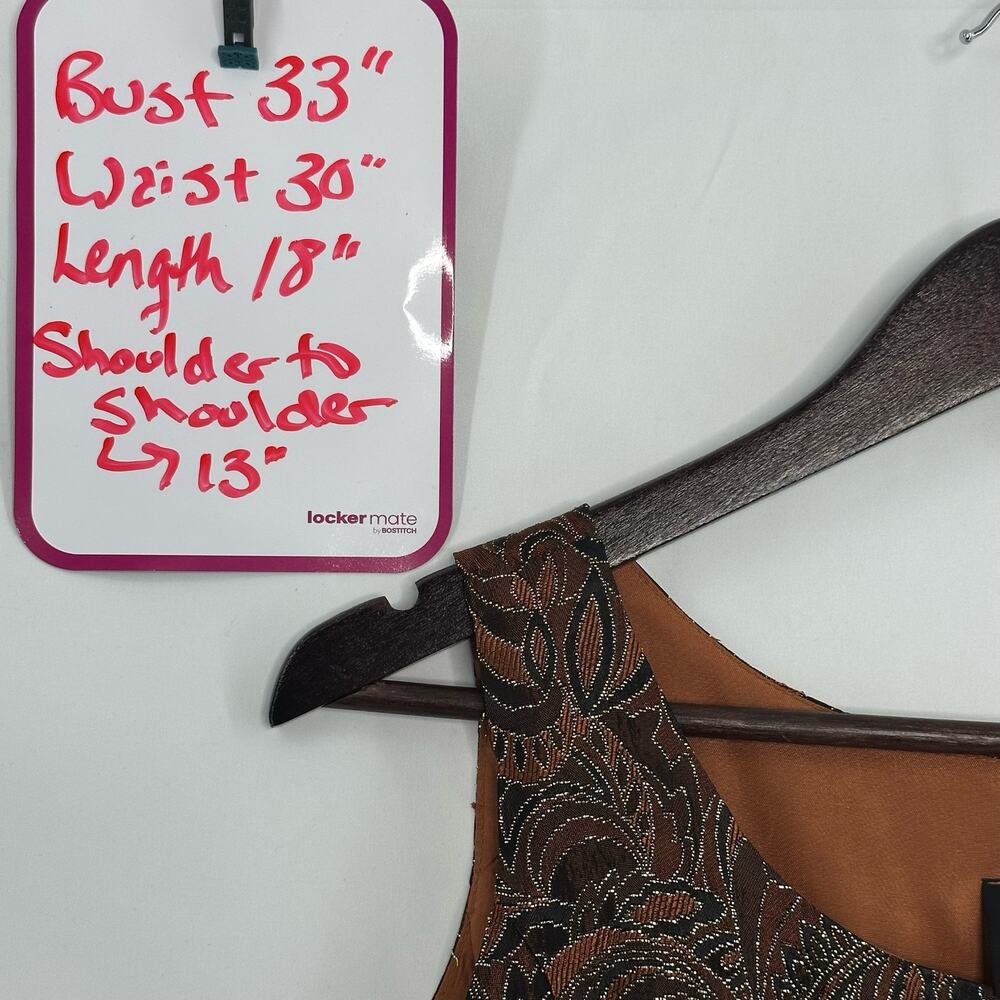 Bust 33"
Waist 30"
Length 18"
Shoulder to
Shoulder
↳ 13"
locker mate
by BOSTITCH